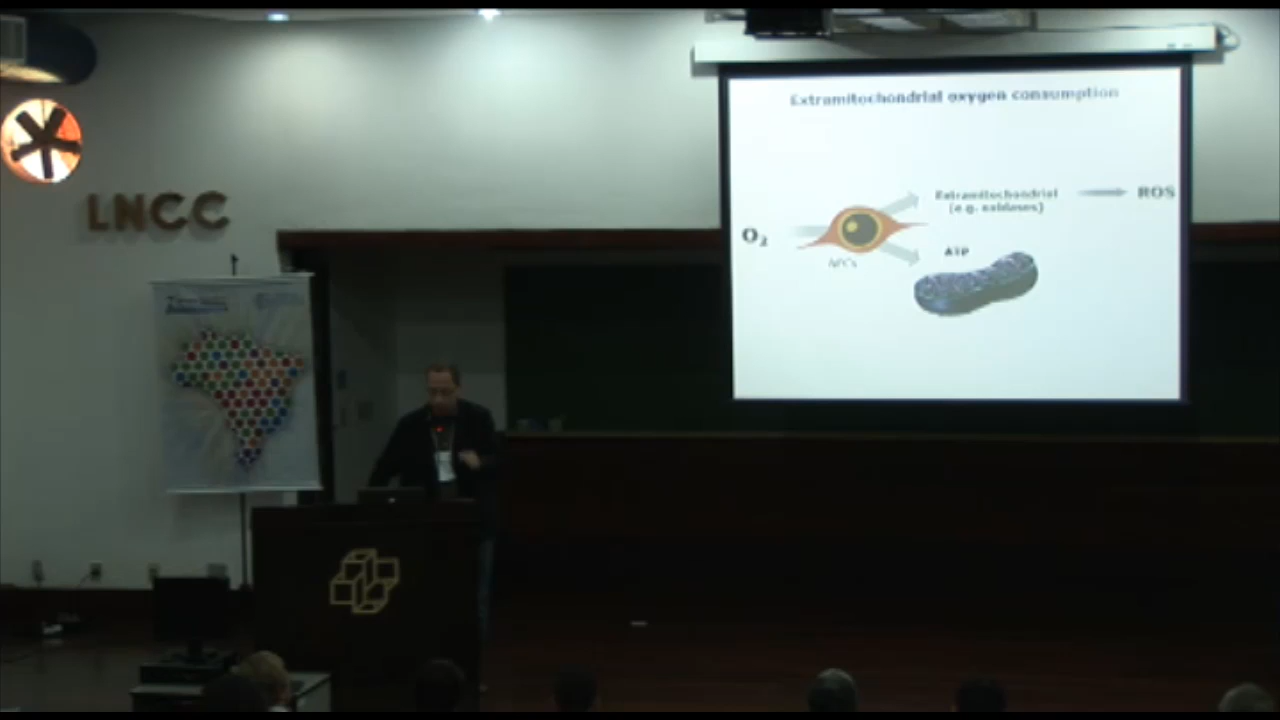 LNCC
Extramitochondrial oxygen consumption
Extramitochondrial
(e.g. oxidases)
ROS
O2
APCs
ATP